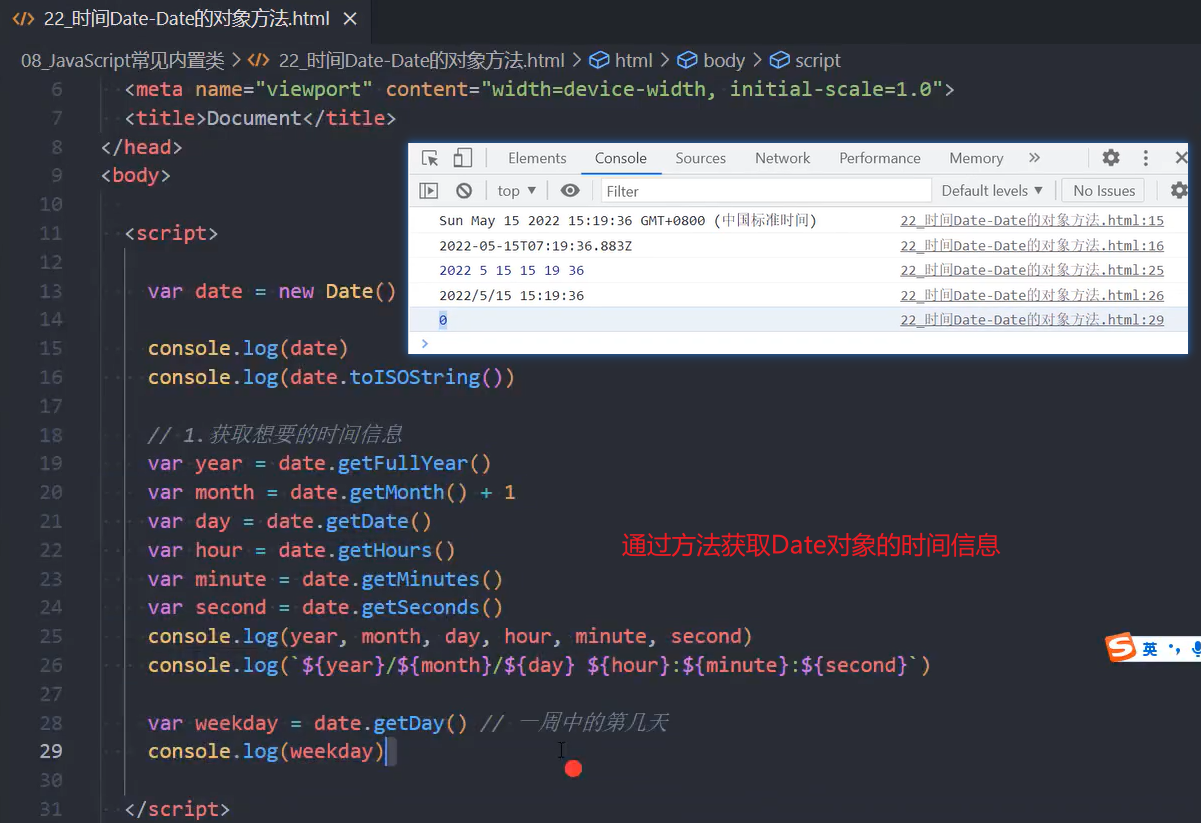 22_时间Date-Date的对象方法.html
08_JavaScript常见内置类 > 22_时间Date-Date的对象方法.html > html > body > script
6 <meta name="viewport" content="width=device-width, initial-scale=1.0">
7 <title>Document</title>
8 </head>
9 <body>
10
11 <script>
12
13 var date = new Date()
14
15 console.log(date)
16 console.log(date.toISOString())
17
18 // 1.获取想要的时间信息
19 var year = date.getFullYear()
20 var month = date.getMonth() + 1
21 var day = date.getDate()
22 var hour = date.getHours()
23 var minute = date.getMinutes()
24 var second = date.getSeconds()
25 console.log(year, month, day, hour, minute, second)
26 console.log(`${year}/${month}/${day} ${hour}:${minute}:${second}`)
27
28 var weekday = date.getDay() // 一周中的第几天
29 console.log(weekday)
30
31 </script>
Elements Console Sources Network Performance Memory »
top ▼ Filter Default levels ▼ No Issues
Sun May 15 2022 15:19:36 GMT+0800 (中国标准时间) 22_时间Date-Date的对象方法.html:15
2022-05-15T07:19:36.883Z 22_时间Date-Date的对象方法.html:16
2022 5 15 15 19 36 22_时间Date-Date的对象方法.html:25
2022/5/15 15:19:36 22_时间Date-Date的对象方法.html:26
0 22_时间Date-Date的对象方法.html:29
>
通过方法获取Date对象的时间信息
英